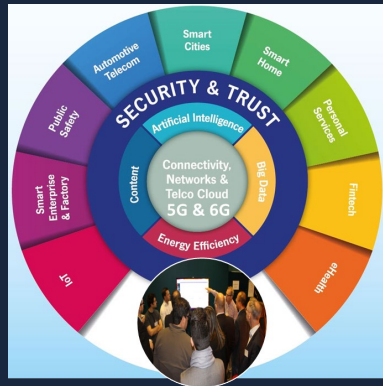 Smart
Cities
Automotive
Telecom
Smart
Home
Public
Safety
Personal
Services
SECURITY & TRUST
Artificial Intelligence
Smart
Enterprise
& Factory
Content
Connectivity,
Networks &
Telco Cloud
5G & 6G
Big Data
Fintech
Energy Efficiency
IoT
eHealth